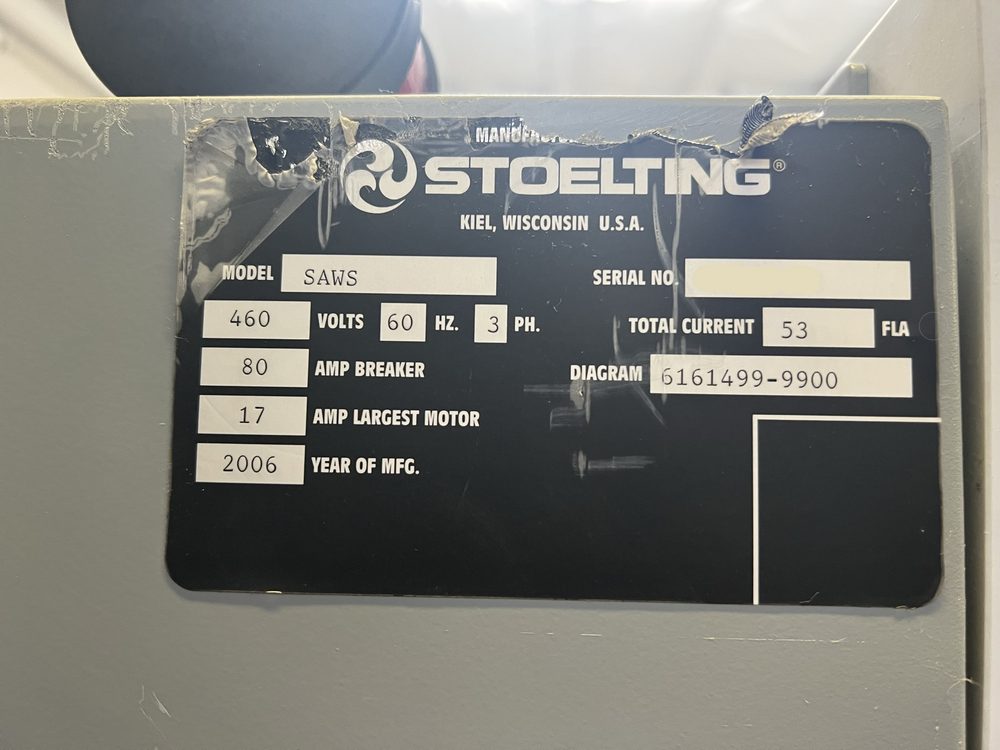 STOELTING®
KIEL, WISCONSIN U.S.A.
MODEL SAWS
SERIAL NO.
460 VOLTS 60 HZ. 3 PH.
TOTAL CURRENT 53 FLA
80 AMP BREAKER
DIAGRAM 6161499-9900
17 AMP LARGEST MOTOR
2006 YEAR OF MFG.